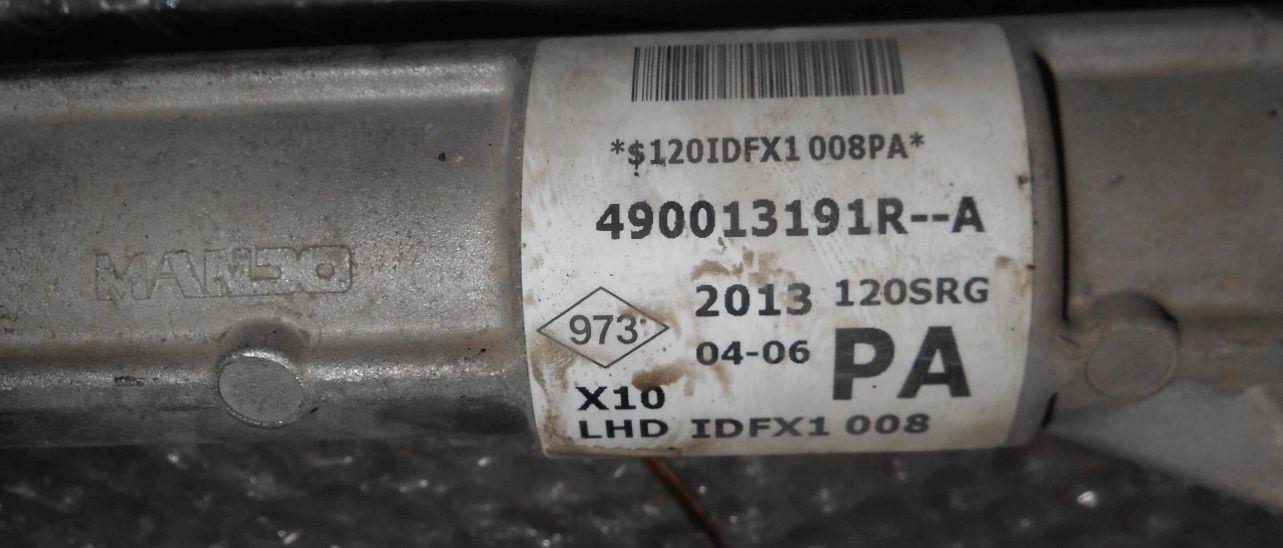 *$120IDFX1 008PA*
490013191R--A
MANDO
2013 120SRG
973
04-06 PA
X10
LHD IDFX1 008